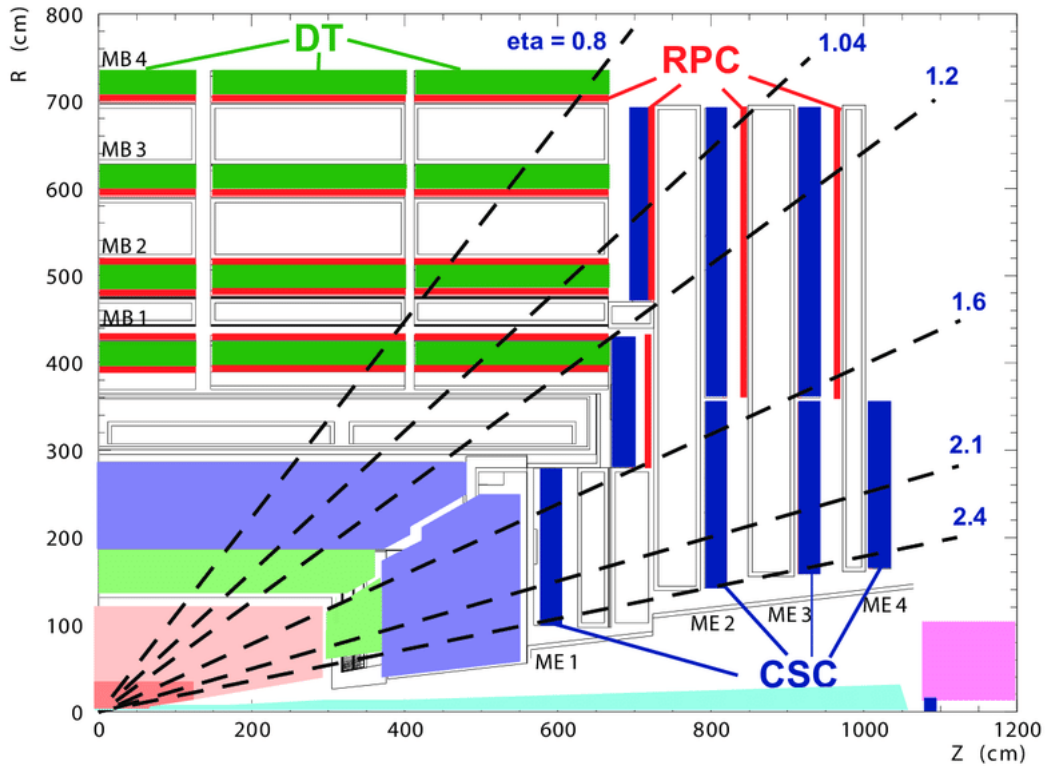 R (cm)
800
700
600
500
400
300
200
100
0
MB 4
MB 3
MB 2
MB 1
DT
eta = 0.8
1.04
RPC
1.2
1.6
2.1
2.4
ME 1
ME 2
ME 3
ME 4
CSC
0
200
400
600
800
1000
1200
Z (cm)